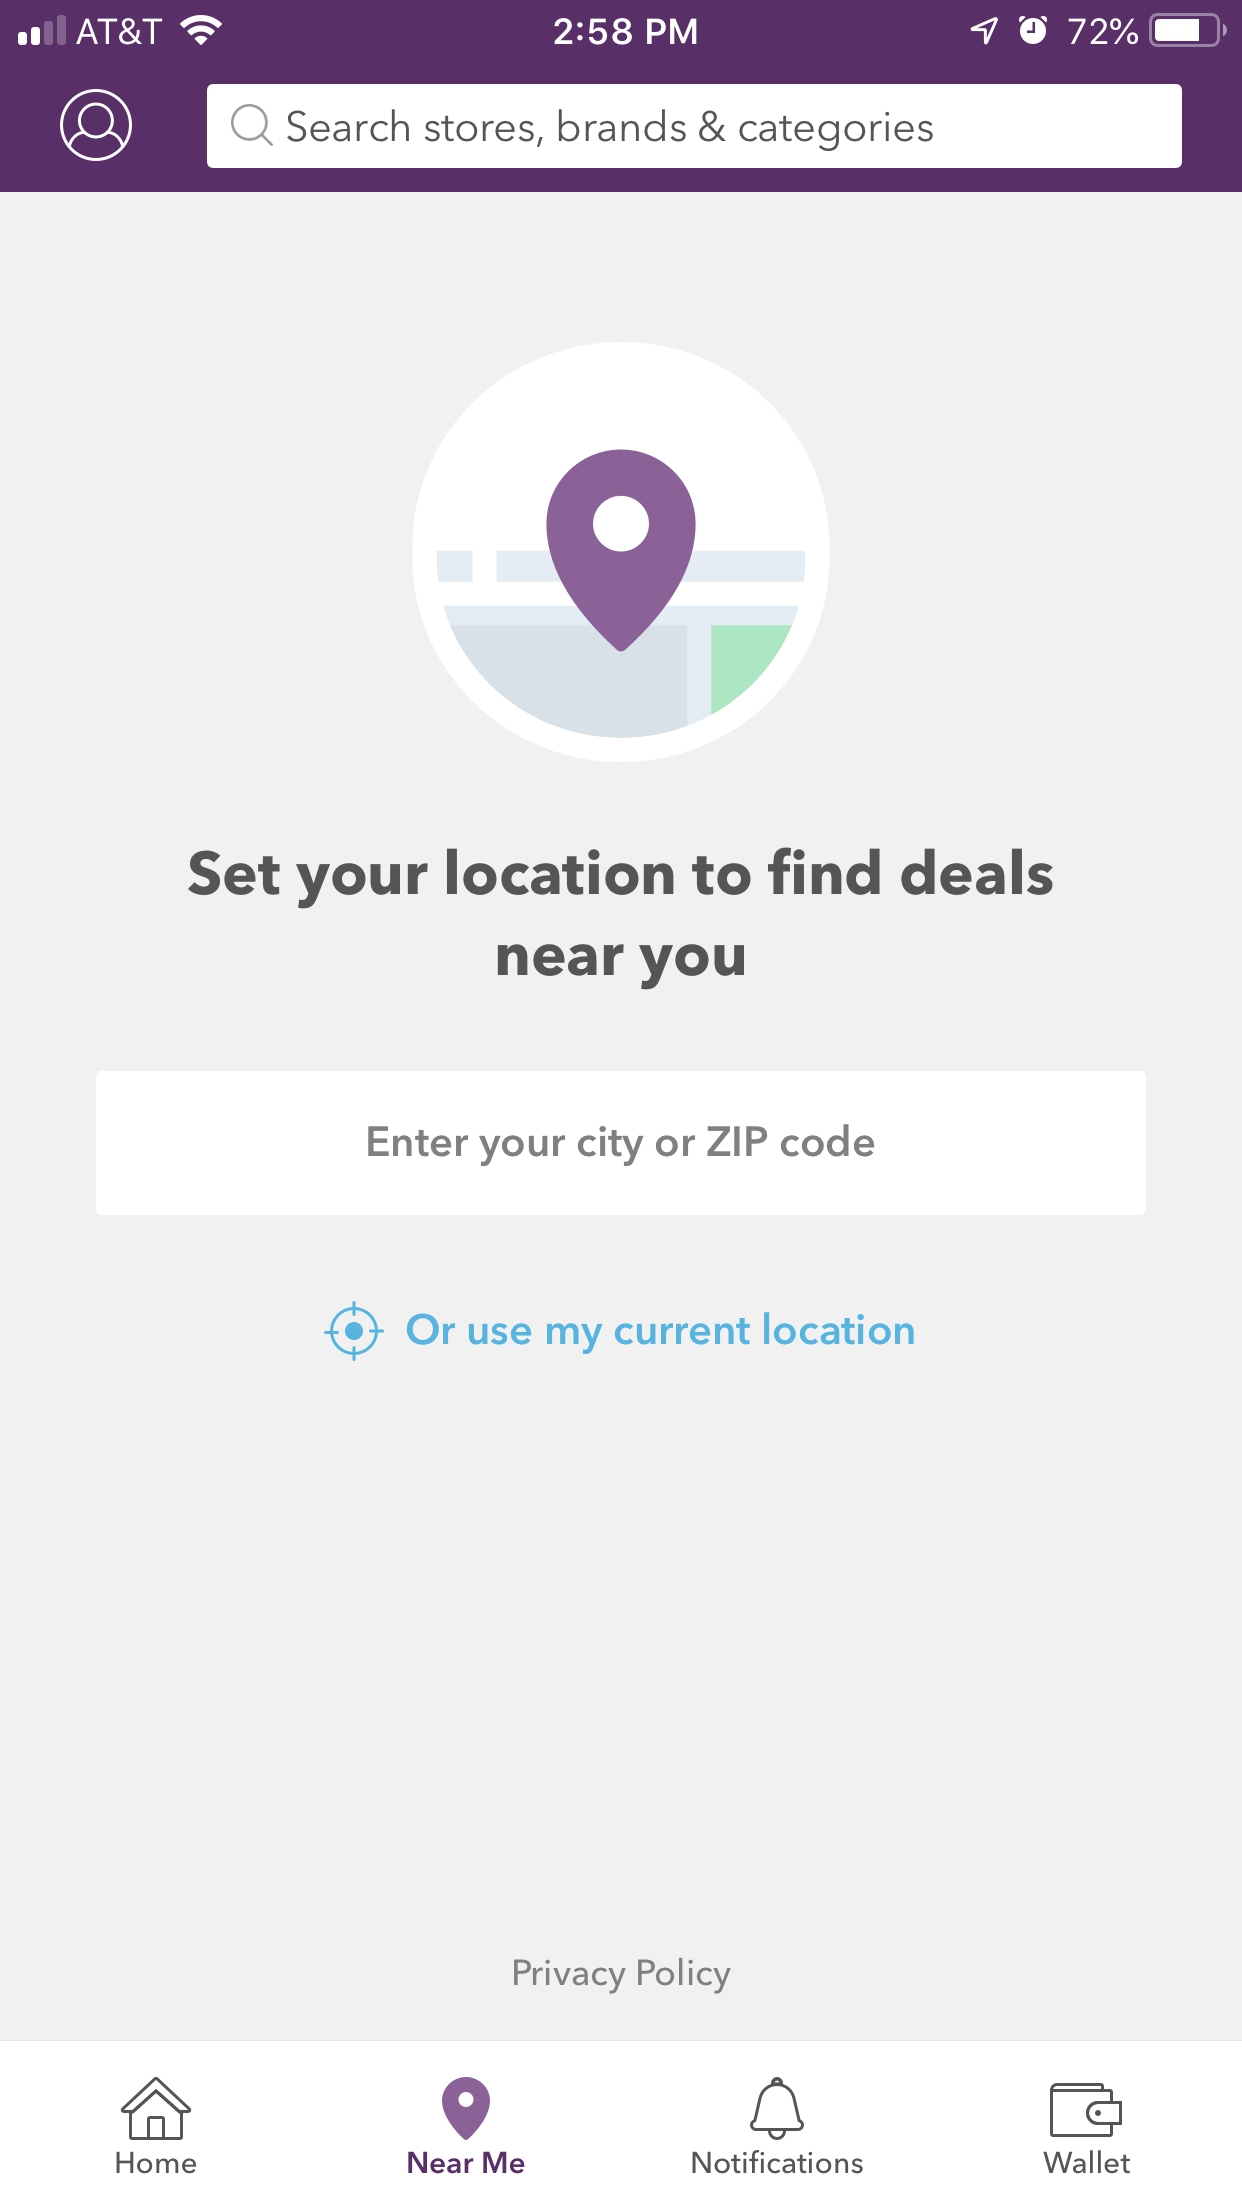 AT&T 2:58 PM 72%
Search stores, brands & categories
Set your location to find deals
near you
Enter your city or ZIP code
Or use my current location
Privacy Policy
Home Near Me Notifications Wallet